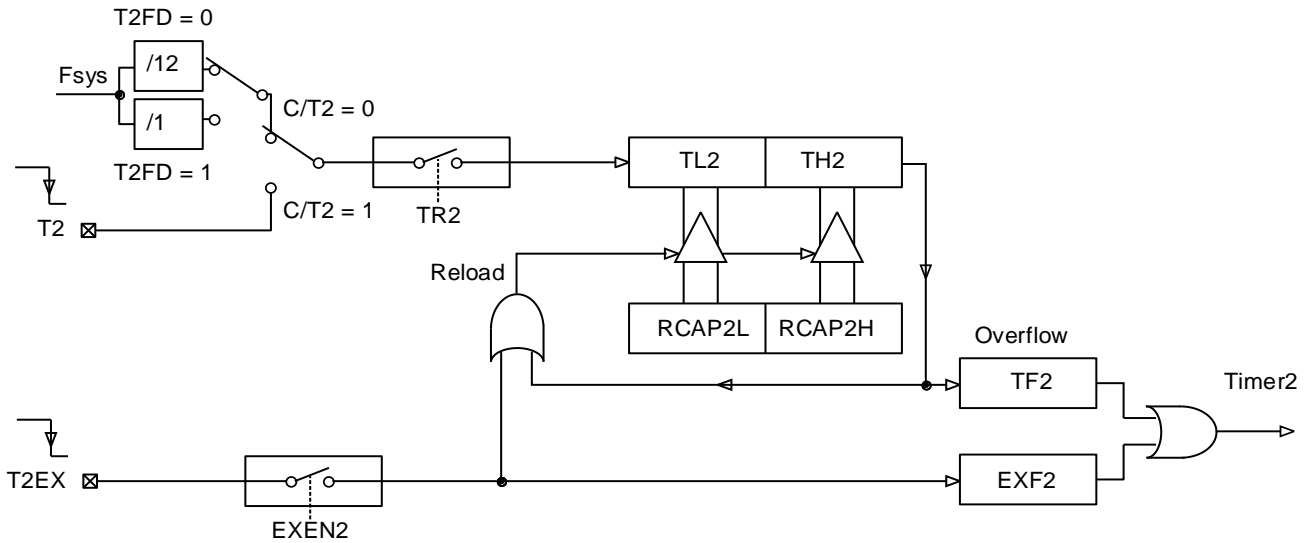 T2FD = 0
/12
Fsys
C/T2 = 0
/1
T2FD = 1
TL2
TH2
C/T2 = 1
TR2
T2
Reload
RCAP2L
RCAP2H
Overflow
TF2
Timer2
T2EX
EXF2
EXEN2